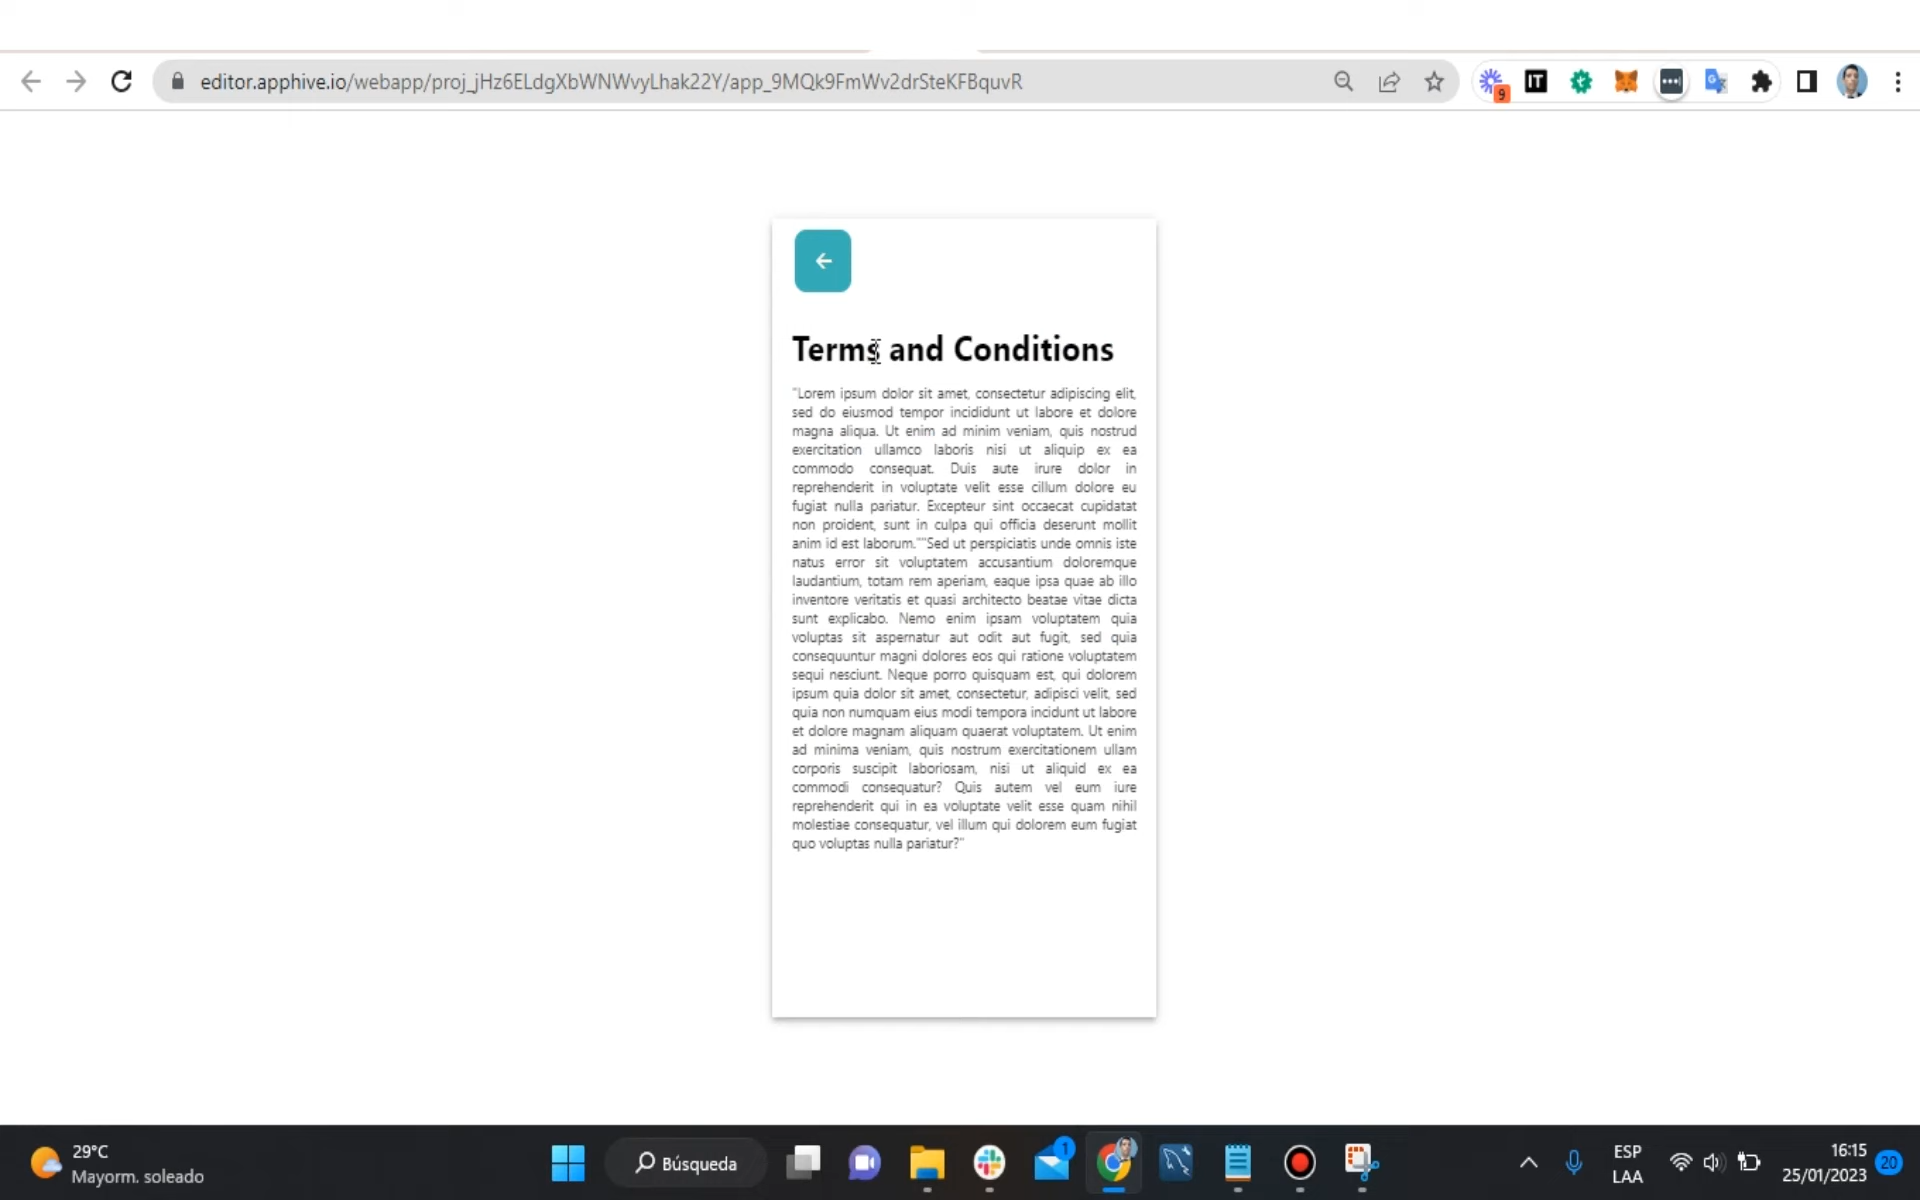 editor.apphive.io/webapp/proj_jHz6ELdgXbWNWvyLhak22Y/app_9MQk9FmWv2drSteKFBquvR
9
IT
Terms and Conditions
"Lorem ipsum dolor sit amet, consectetur adipiscing elit,
sed do eiusmod tempor incididunt ut labore et dolore
magna aliqua. Ut enim ad minim veniam, quis nostrud
exercitation ullamco laboris nisi ut aliquip ex ea
commodo consequat. Duis aute irure dolor in
reprehenderit in voluptate velit esse cillum dolore eu
fugiat nulla pariatur. Excepteur sint occaecat cupidatat
non proident, sunt in culpa qui officia deserunt mollit
anim id est laborum.""Sed ut perspiciatis unde omnis iste
natus error sit voluptatem accusantium doloremque
laudantium, totam rem aperiam, eaque ipsa quae ab illo
inventore veritatis et quasi architecto beatae vitae dicta
sunt explicabo. Nemo enim ipsam voluptatem quia
voluptas sit aspernatur aut odit aut fugit, sed quia
consequuntur magni dolores eos qui ratione voluptatem
sequi nesciunt. Neque porro quisquam est, qui dolorem
ipsum quia dolor sit amet, consectetur, adipisci velit, sed
quia non numquam eius modi tempora incidunt ut labore
et dolore magnam aliquam quaerat voluptatem. Ut enim
ad minima veniam, quis nostrum exercitationem ullam
corporis suscipit laboriosam, nisi ut aliquid ex ea
commodi consequatur? Quis autem vel eum iure
reprehenderit qui in ea voluptate velit esse quam nihil
molestiae consequatur, vel illum qui dolorem eum fugiat
quo voluptas nulla pariatur?"
29°C
Mayorm. soleado
Búsqueda
1
ESP
LAA
16:15
25/01/2023
20